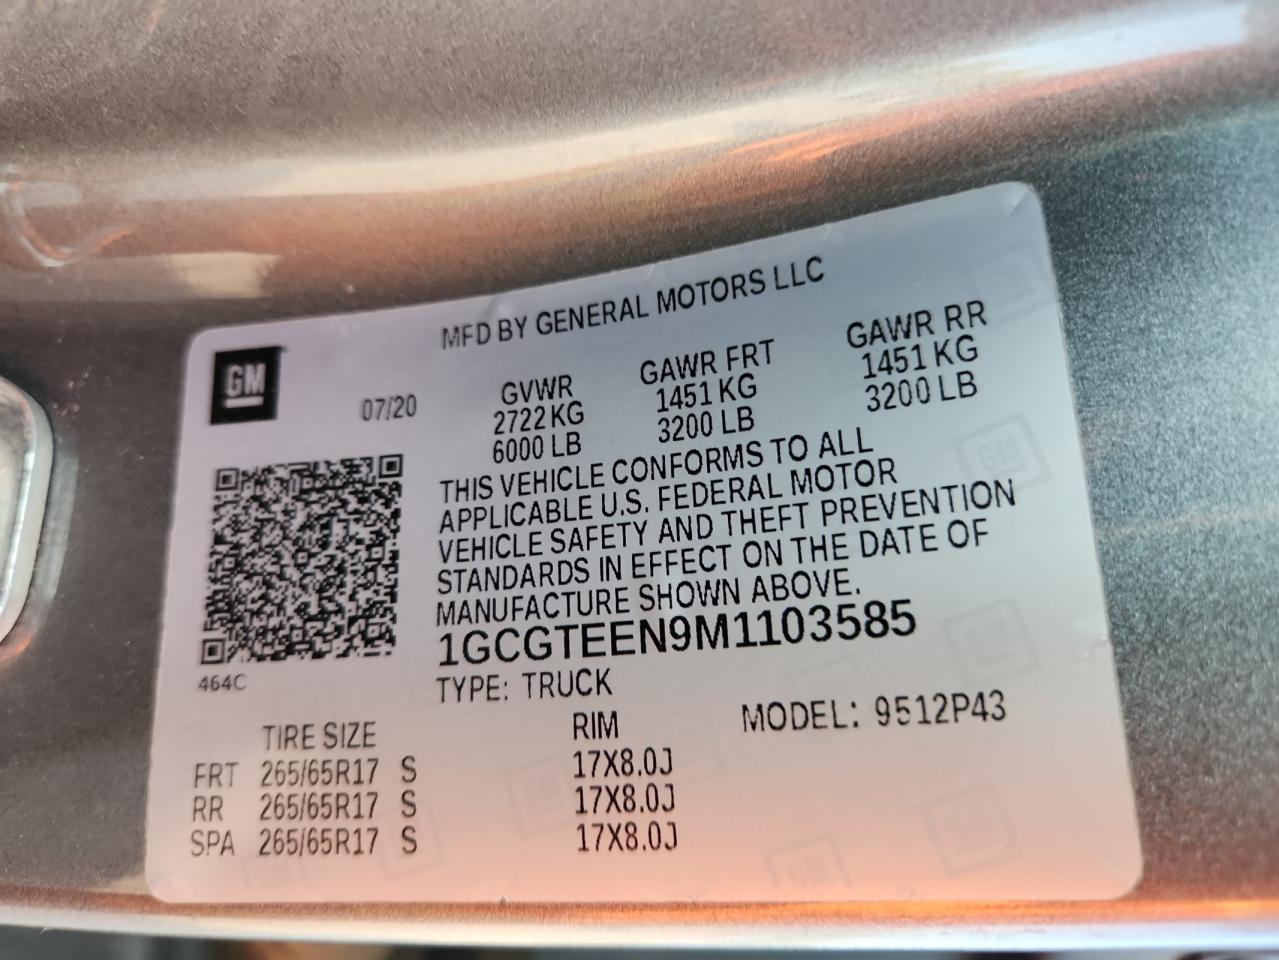 MFD BY GENERAL MOTORS LLC
GM
07/20
GVWR GAWR FRT GAWR RR
2722 KG 1451 KG 1451 KG
6000 LB 3200 LB 3200 LB
THIS VEHICLE CONFORMS TO ALL
APPLICABLE U.S. FEDERAL MOTOR
VEHICLE SAFETY AND THEFT PREVENTION
STANDARDS IN EFFECT ON THE DATE OF
MANUFACTURE SHOWN ABOVE.
1GCGTEEN9M1103585
464C
TYPE: TRUCK
TIRE SIZE RIM MODEL: 9512P43
FRT 265/65R17 S 17X8.0J
RR 265/65R17 S 17X8.0J
SPA 265/65R17 S 17X8.0J